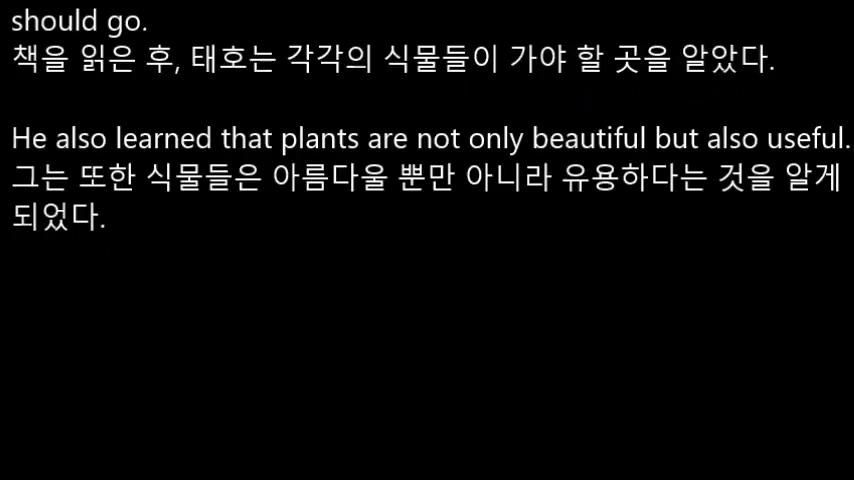 should go.
책을 읽은 후, 태호는 각각의 식물들이 가야 할 곳을 알았다.
He also learned that plants are not only beautiful but also useful.
그는 또한 식물들은 아름다울 뿐만 아니라 유용하다는 것을 알게
되었다.